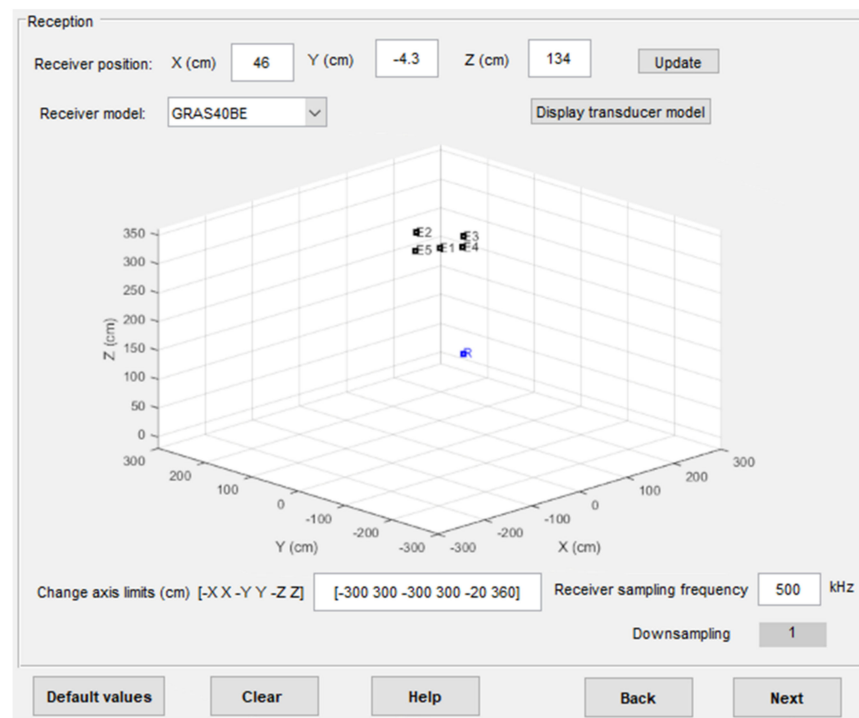 Reception
Receiver position: X (cm) 46 Y (cm) -4.3 Z (cm) 134 Update
Receiver model: GRAS40BE Display transducer model
350
300
250
200
150
100
50
0
Z (cm)
E2
E3
E5
E1
E4
R
300
200
100
0
-100
-200
-300
Y (cm)
-300
-200
-100
0
100
200
300
X (cm)
Change axis limits (cm) [-X X -Y Y -Z Z] [-300 300 -300 300 -20 360] Receiver sampling frequency 500 kHz
Downsampling 1
Default values Clear Help Back Next